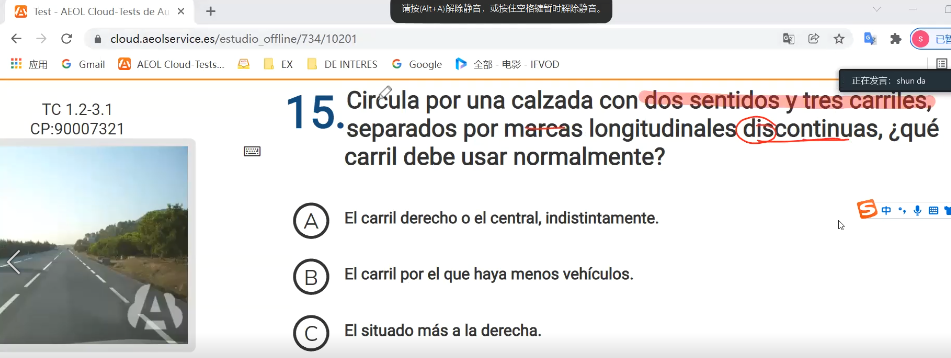 Test - AEOL Cloud-Tests de Au
请按(Alt+A)解除静音，或按住空格键暂时解除静音。
cloud.aeolservice.es/estudio_offline/734/10201
已暂
应用
Gmail
AEOL Cloud-Tests...
EX
DE INTERES
Google
全部 - 电影 - IFVOD
正在发言: shun da
TC 1.2-3.1
CP:90007321
15.
Circula por una calzada con dos sentidos y tres carriles,
separados por marcas longitudinales discontinuas, ¿qué
carril debe usar normalmente?
中
A
El carril derecho o el central, indistintamente.
B
El carril por el que haya menos vehículos.
C
El situado más a la derecha.